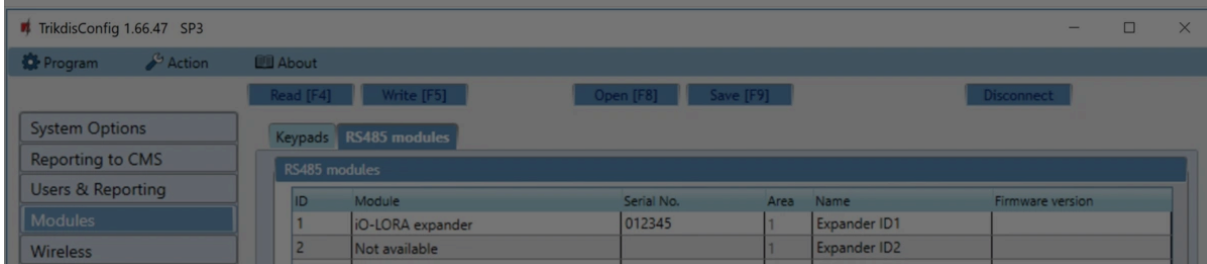 TrikdisConfig 1.66.47 SP3
Program Action About
Read [F4] Write [F5] Open [F8] Save [F9] Disconnect
System Options
Reporting to CMS
Users & Reporting
Modules
Wireless
Keypads RS485 modules
RS485 modules
ID Module Serial No. Area Name Firmware version
1 iO-LORA expander 012345 1 Expander ID1
2 Not available 1 Expander ID2